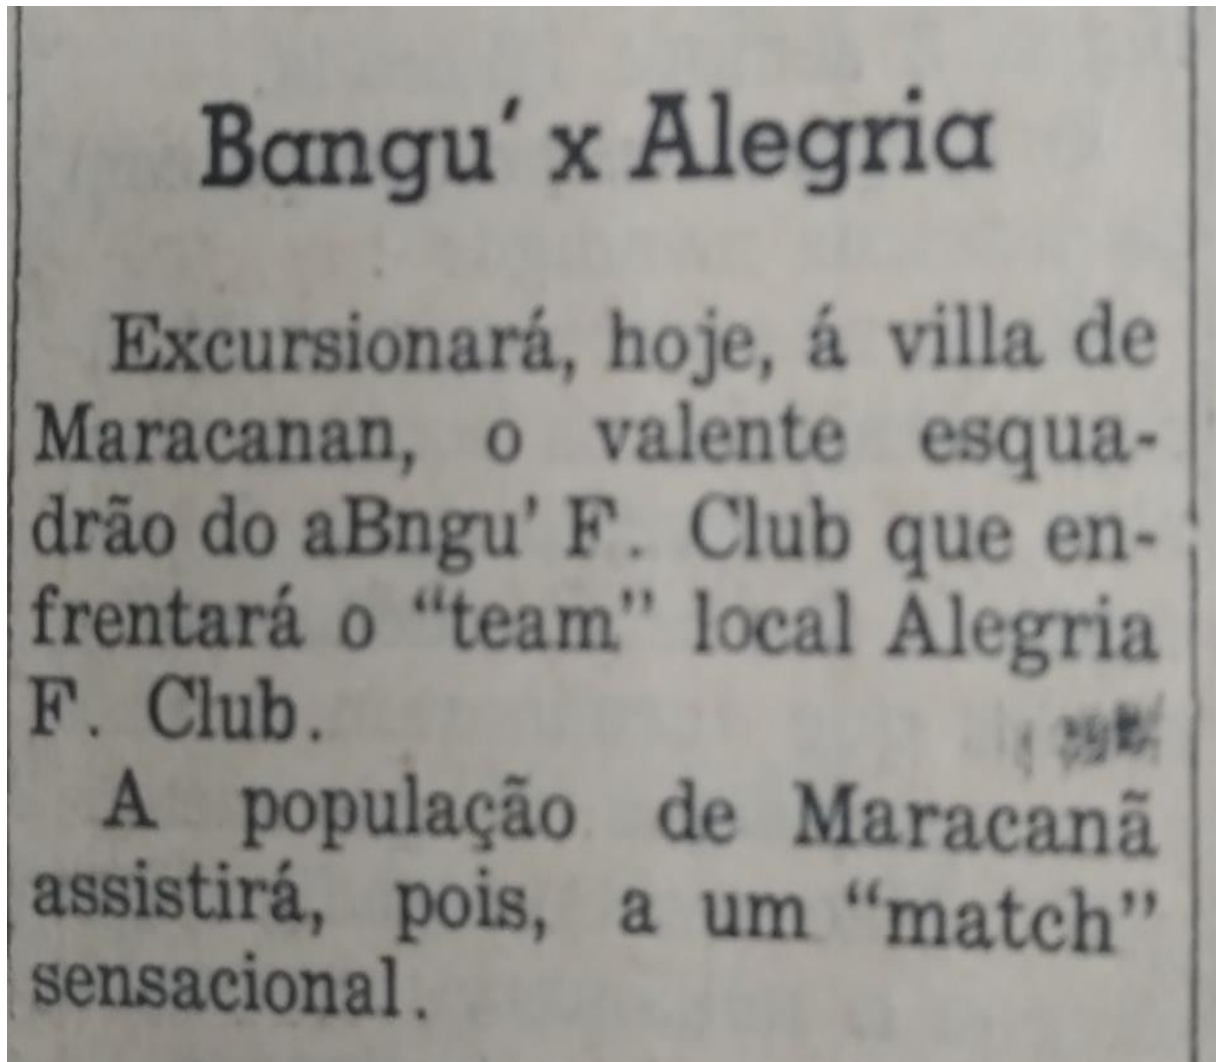 Bangu' x Alegria
Excursionará, hoje, á villa de
Maracanan, o valente esqua-
drão do aBngu' F. Club que en-
frentará o “team” local Alegria
F. Club.
A população de Maracanã
assistirá, pois, a um “match”
sensacional.